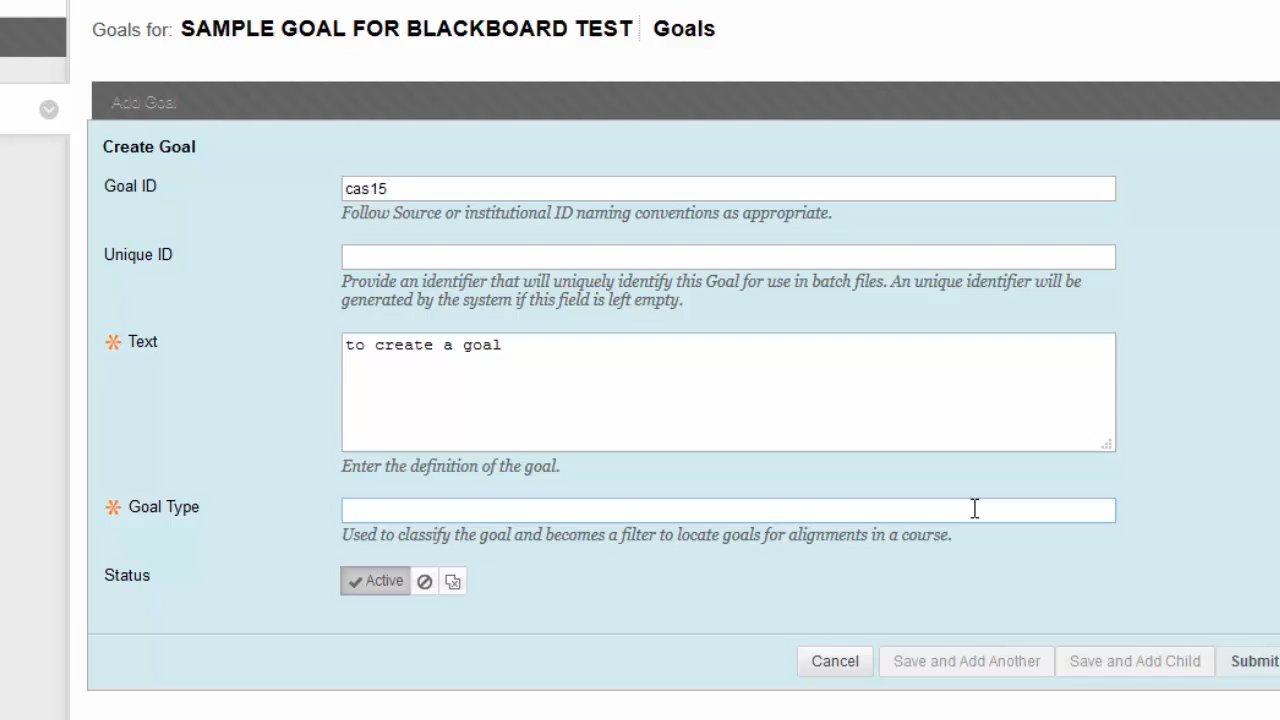 Goals for: SAMPLE GOAL FOR BLACKBOARD TEST Goals
Add Goal
Create Goal
Goal ID
cas15
Follow Source or institutional ID naming conventions as appropriate.
Unique ID
Provide an identifier that will uniquely identify this Goal for use in batch files. An unique identifier will be
generated by the system if this field is left empty.
Text
to create a goal
Enter the definition of the goal.
Goal Type
Used to classify the goal and becomes a filter to locate goals for alignments in a course.
Status
Active
Cancel Save and Add Another Save and Add Child Submit